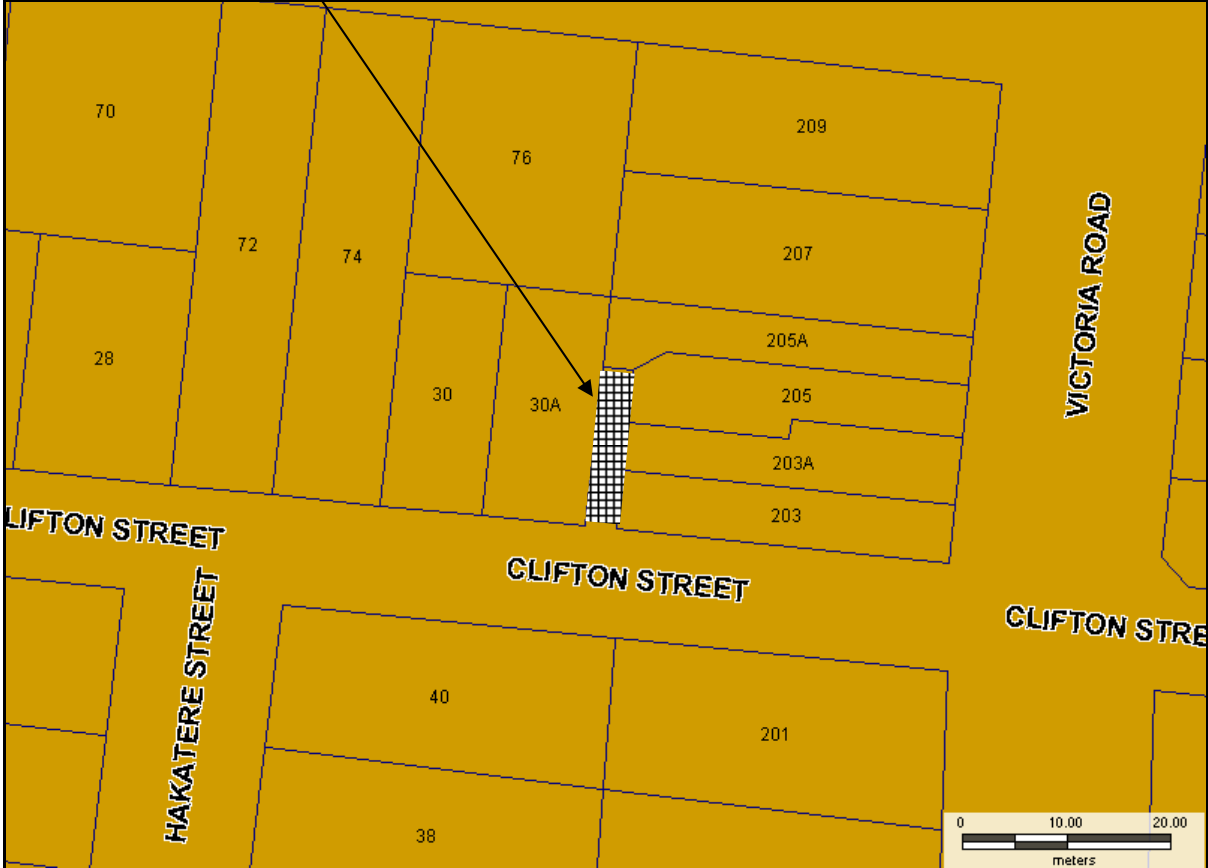 70
209
76
VICTORIA ROAD
72
74
207
205A
28
30
30A
205
203A
203
LIFTON STREET
CLIFTON STREET
CLIFTON STRE
HAKATERE STREET
40
201
38
0 10.00 20.00
meters